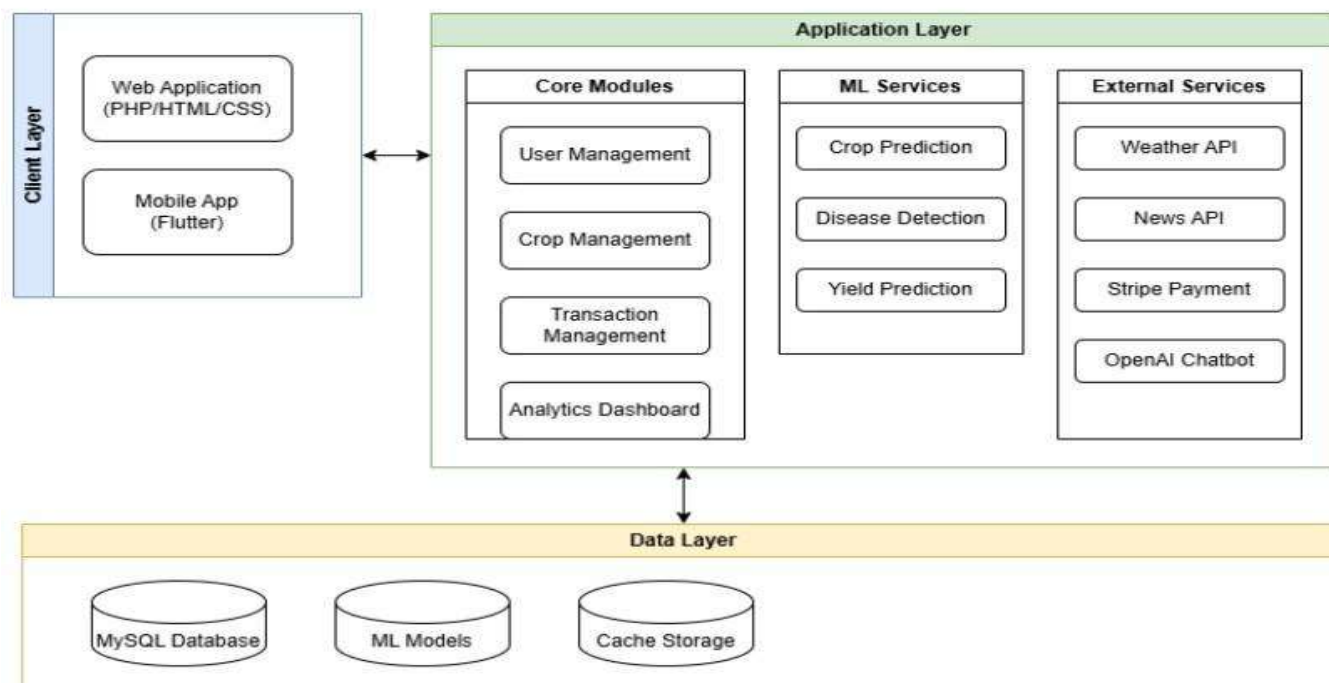 Client Layer
Web Application
(PHP/HTML/CSS)
Mobile App
(Flutter)
Application Layer
Core Modules
User Management
Crop Management
Transaction
Management
Analytics Dashboard
ML Services
Crop Prediction
Disease Detection
Yield Prediction
External Services
Weather API
News API
Stripe Payment
OpenAI Chatbot
Data Layer
MySQL Database
ML Models
Cache Storage